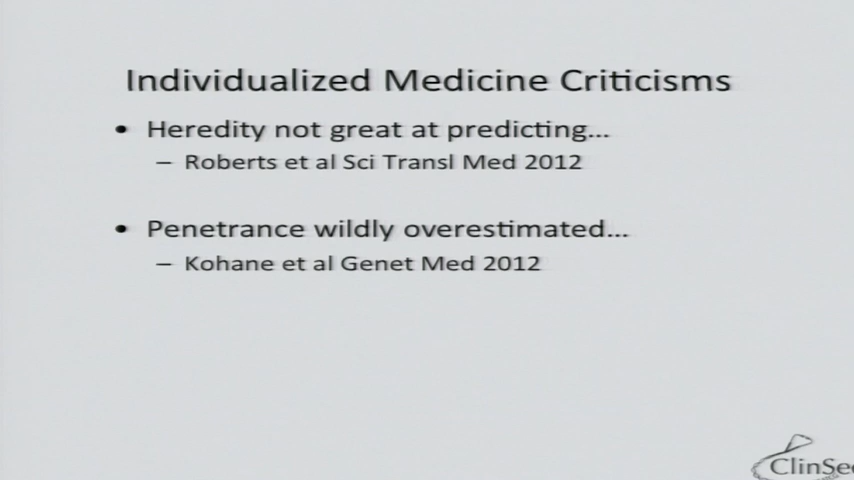 Individualized Medicine Criticisms
• Heredity not great at predicting...
– Roberts et al Sci Transl Med 2012
• Penetrance wildly overestimated...
– Kohane et al Genet Med 2012